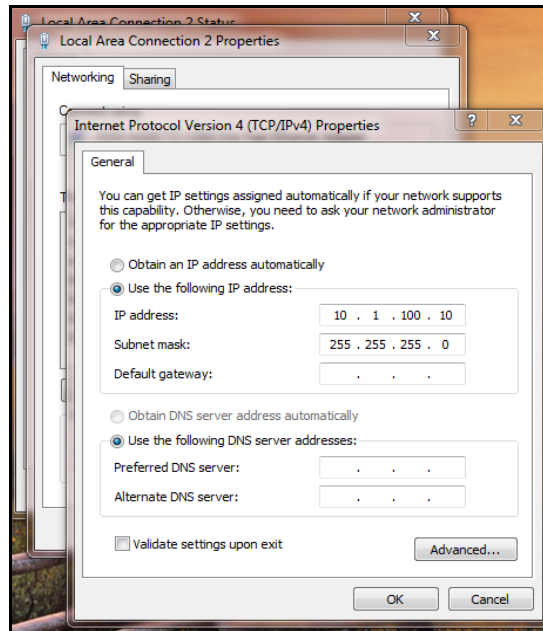 Local Area Connection 2 Status
Local Area Connection 2 Properties
Networking Sharing
Internet Protocol Version 4 (TCP/IPv4) Properties
General
You can get IP settings assigned automatically if your network supports
this capability. Otherwise, you need to ask your network administrator
for the appropriate IP settings.
Obtain an IP address automatically
Use the following IP address:
IP address: 10 . 1 . 100 . 10
Subnet mask: 255 . 255 . 255 . 0
Default gateway: . . .
Obtain DNS server address automatically
Use the following DNS server addresses:
Preferred DNS server: . . .
Alternate DNS server: . . .
Validate settings upon exit
Advanced...
OK Cancel